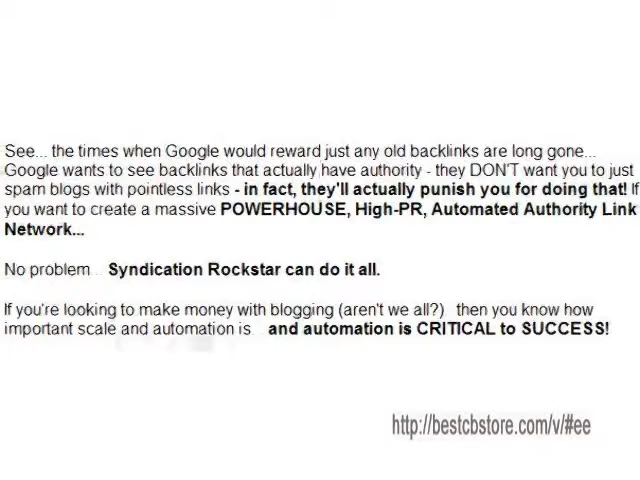 See... the times when Google would reward just any old backlinks are long gone...
Google wants to see backlinks that actually have authority - they DON'T want you to just
spam blogs with pointless links - in fact, they'll actually punish you for doing that! If
you want to create a massive POWERHOUSE, High-PR, Automated Authority Link
Network...
No problem... Syndication Rockstar can do it all.
If you're looking to make money with blogging (aren't we all?) then you know how
important scale and automation is... and automation is CRITICAL to SUCCESS!
http://bestcbstore.com/v/#ee